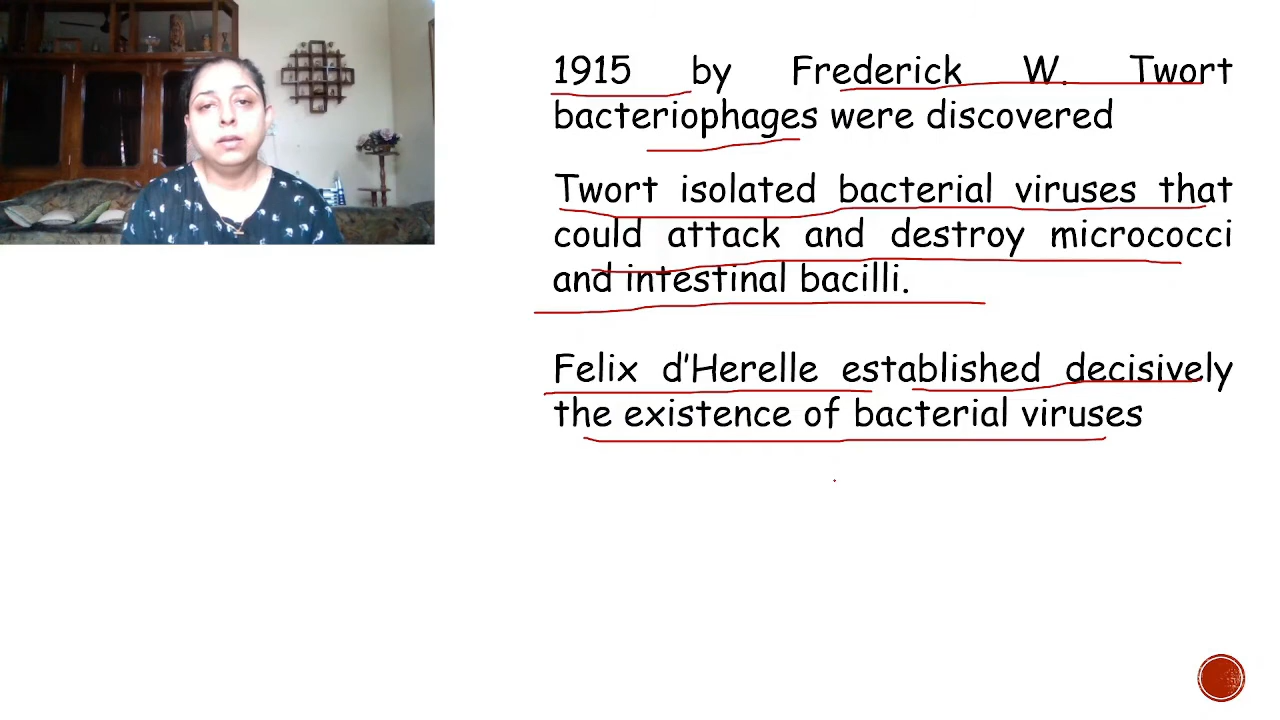 1915 by Frederick W. Twort
bacteriophages were discovered
Twort isolated bacterial viruses that
could attack and destroy micrococci
and intestinal bacilli.
Felix d’Herelle established decisively
the existence of bacterial viruses